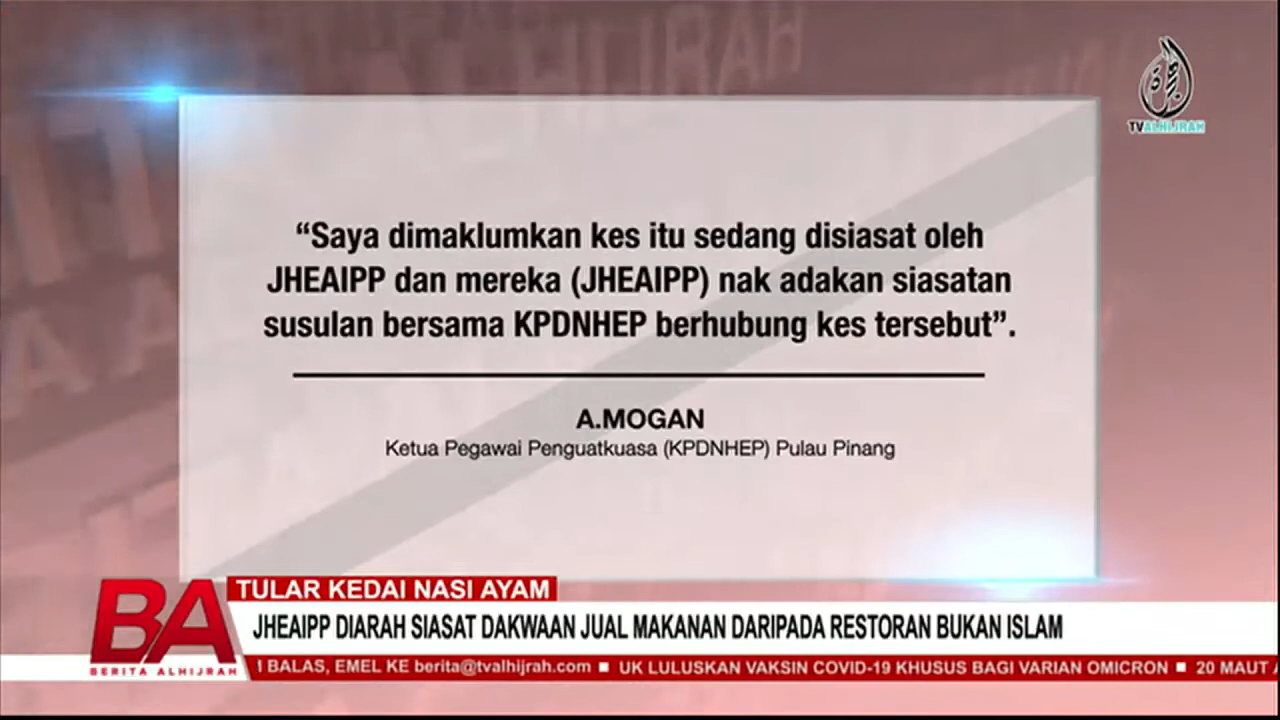 TVALHIJRAH
“Saya dimaklumkan kes itu sedang disiasat oleh
JHEAIPP dan mereka (JHEAIPP) nak adakan siasatan
susulan bersama KPDNHEP berhubung kes tersebut”.
A.MOGAN
Ketua Pegawai Penguatkuasa (KPDNHEP) Pulau Pinang
BA
BERITA ALHIJRAH
TULAR KEDAI NASI AYAM
JHEAIPP DIARAH SIASAT DAKWAAN JUAL MAKANAN DARIPADA RESTORAN BUKAN ISLAM
BALAS, EMEL KE berita@tvalhijrah.com ■ UK LULUSKAN VAKSIN COVID-19 KHUSUS BAGI VARIAN OMICRON ■ 20 MAUT